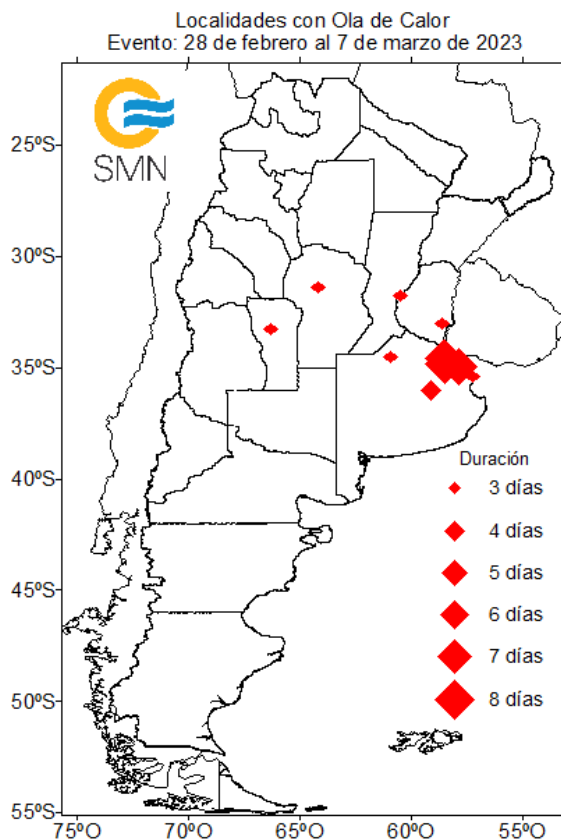 Localidades con Ola de Calor
Evento: 28 de febrero al 7 de marzo de 2023
SMN
25ºS
30ºS
35ºS
40ºS
45ºS
50ºS
55ºS
75ºO
70ºO
65ºO
60ºO
55ºO
Duración
3 días
4 días
5 días
6 días
7 días
8 días